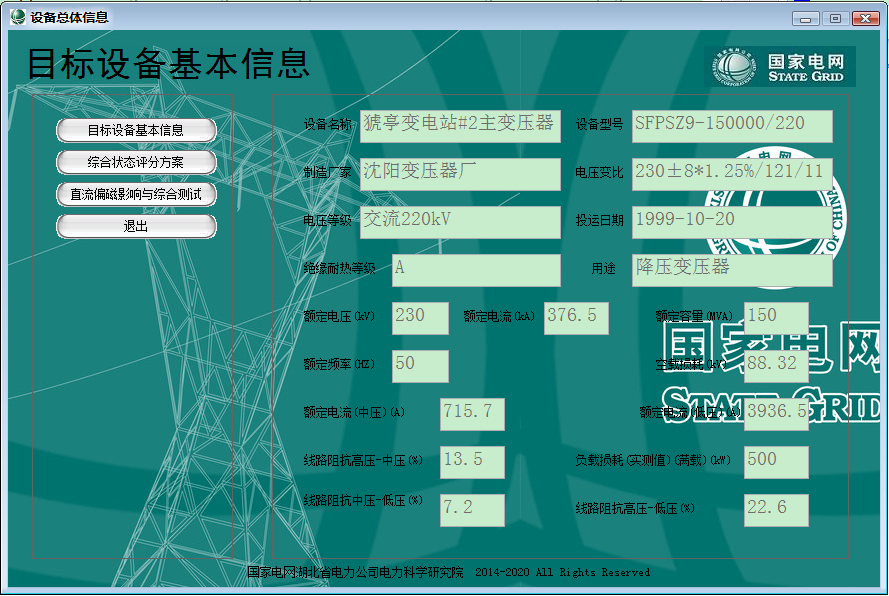 设备总体信息
目标设备基本信息
国家电网
STATE GRID
目标设备基本信息
综合状态评分方案
直流偏磁影响与综合测试
退出
设备名称 猇亭变电站#2主变压器 设备型号 SFPSZ9-150000/220
制造厂家 沈阳变压器厂 电压变比 230±8*1.25%/121/11
电压等级 交流220kV 投运日期 1999-10-20
绝缘耐热等级 A 用途 降压变压器
额定电压(kV) 230 额定电流(kA) 376.5 额定容量(MVA) 150
额定频率(HZ) 50 空载损耗(kV) 88.32
额定电流(中压)(A) 715.7 额定电流(低压)(A) 3936.5
线路阻抗高压-中压(%) 13.5 负载损耗(实测值)(满载)(kW) 500
线路阻抗中压-低压(%) 7.2 线路阻抗高压-低压(%) 22.6
国家电网
STATE GRID
国家电网湖北省电力公司电力科学研究院 2014-2020 All Rights Reserved